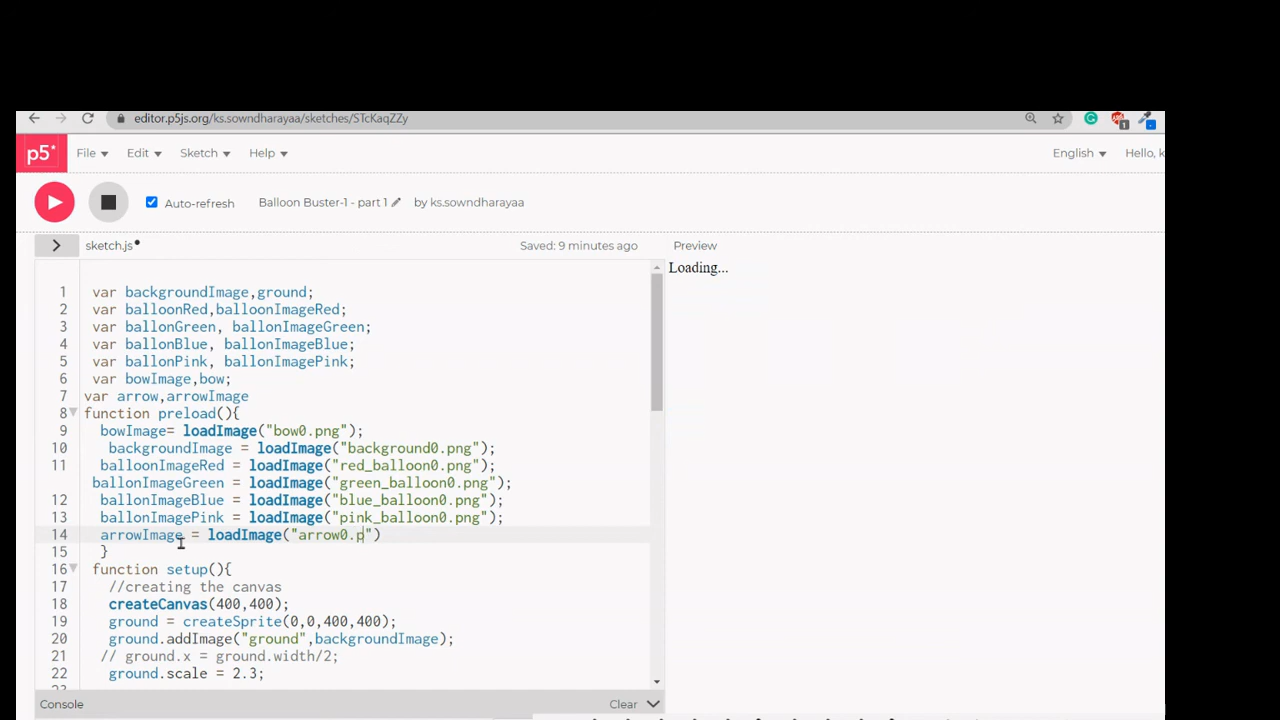 editor.p5js.org/ks.sowndharayaa/sketches/STcKaqZZy
1
p5* File Edit Sketch Help English Hello, k
Auto-refresh Balloon Buster-1 - part 1 by ks.sowndharayaa
> sketch.js• Saved: 9 minutes ago Preview
Loading...
1 var backgroundImage,ground;
2 var balloonRed,balloonImageRed;
3 var ballonGreen, ballonImageGreen;
4 var ballonBlue, ballonImageBlue;
5 var ballonPink, ballonImagePink;
6 var bowImage,bow;
7 var arrow,arrowImage
8 function preload(){
9 bowImage= loadImage("bow0.png");
10 backgroundImage = loadImage("background0.png");
11 balloonImageRed = loadImage("red_balloon0.png");
ballonImageGreen = loadImage("green_balloon0.png");
12 ballonImageBlue = loadImage("blue_balloon0.png");
13 ballonImagePink = loadImage("pink_balloon0.png");
14 arrowImage = loadImage("arrow0.p")
15 }
16 function setup(){
17 //creating the canvas
18 createCanvas(400,400);
19 ground = createSprite(0,0,400,400);
20 ground.addImage("ground",backgroundImage);
21 // ground.x = ground.width/2;
22 ground.scale = 2.3;
Console Clear